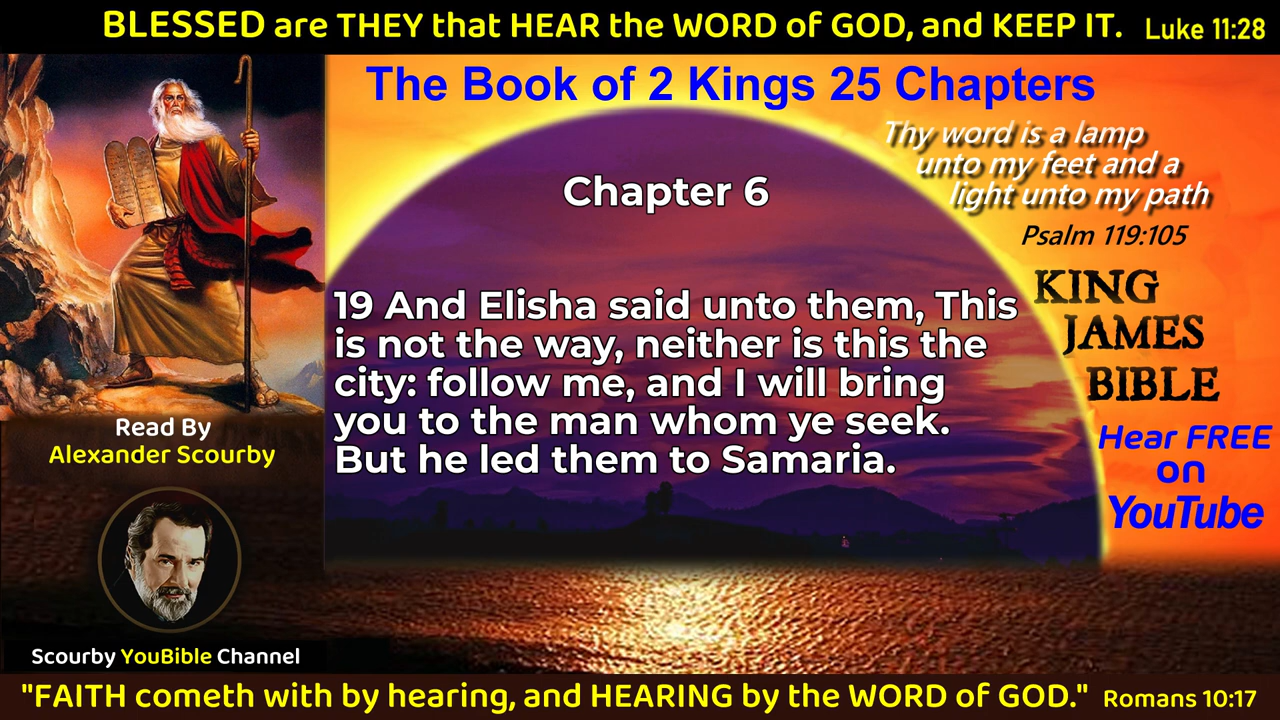 BLESSED are THEY that HEAR the WORD of GOD, and KEEP IT. Luke 11:28
The Book of 2 Kings 25 Chapters
Thy word is a lamp
unto my feet and a
light unto my path
Psalm 119:105
Chapter 6
19 And Elisha said unto them, This
is not the way, neither is this the
city: follow me, and I will bring
you to the man whom ye seek.
But he led them to Samaria.
KING
JAMES
BIBLE
Hear FREE
on
YouTube
Read By
Alexander Scourby
Scourby YouBible Channel
"FAITH cometh with by hearing, and HEARING by the WORD of GOD." Romans 10:17